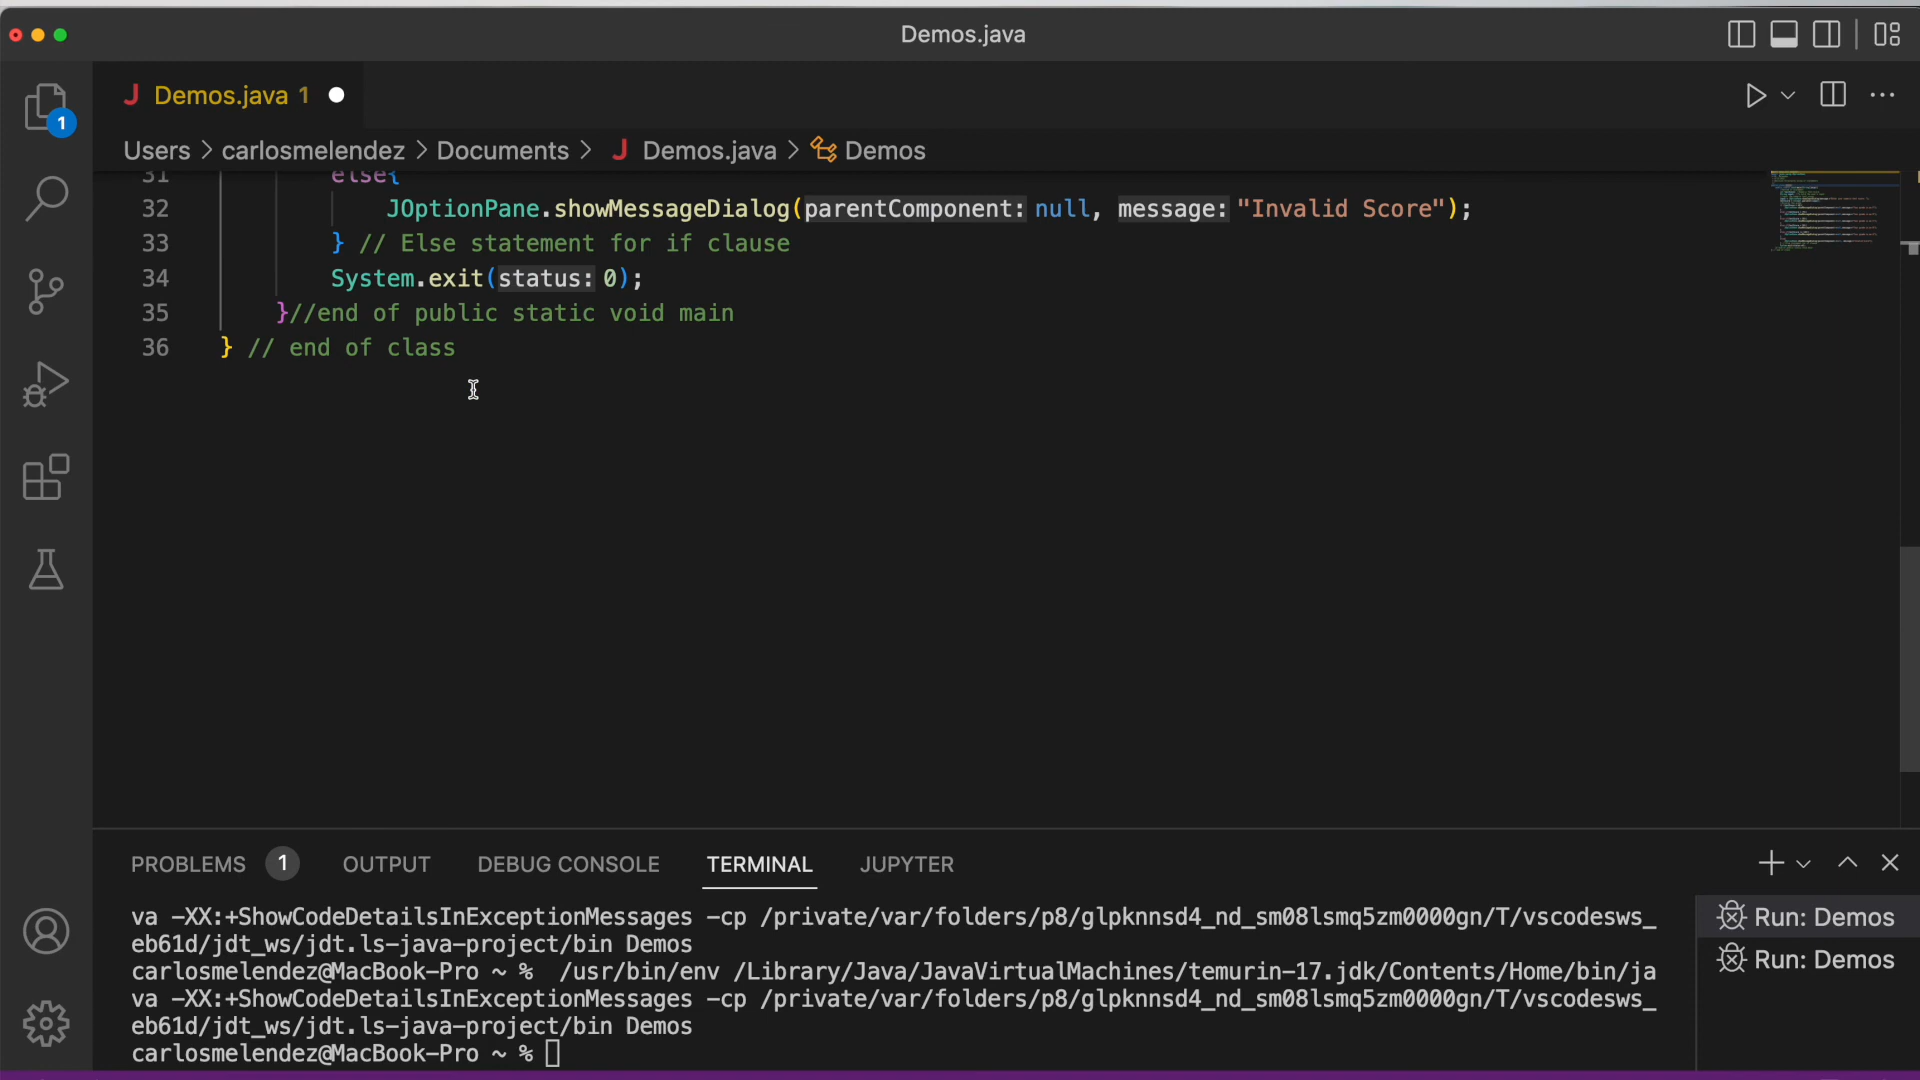 Demos.java
J Demos.java 1
1
Users > carlosmelendez > Documents > J Demos.java > Demos
31 else{
32 JOptionPane.showMessageDialog(parentComponent: null, message: "Invalid Score");
33 } // Else statement for if clause
34 System.exit(status: 0);
35 }//end of public static void main
36 } // end of class
PROBLEMS 1 OUTPUT DEBUG CONSOLE TERMINAL JUPYTER
va -XX:+ShowCodeDetailsInExceptionMessages -cp /private/var/folders/p8/glpknnsd4_nd_sm08lsmq5zm0000gn/T/vscodesws_
eb61d/jdt_ws/jdt.ls-java-project/bin Demos
carlosmelendez@MacBook-Pro ~ % /usr/bin/env /Library/Java/JavaVirtualMachines/temurin-17.jdk/Contents/Home/bin/ja
va -XX:+ShowCodeDetailsInExceptionMessages -cp /private/var/folders/p8/glpknnsd4_nd_sm08lsmq5zm0000gn/T/vscodesws_
eb61d/jdt_ws/jdt.ls-java-project/bin Demos
carlosmelendez@MacBook-Pro ~ %
Run: Demos
Run: Demos